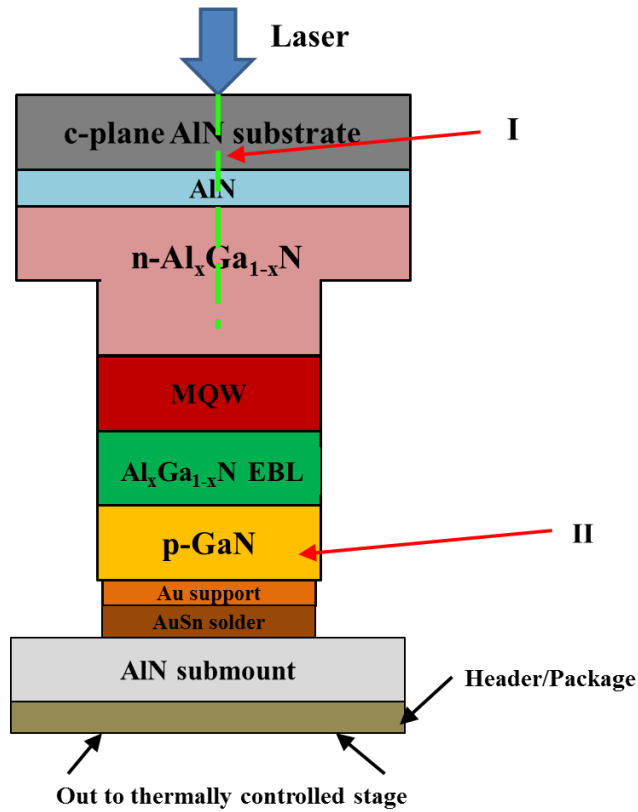 Laser
I
c-plane AlN substrate
AlN
n-AlₓGa₁₋ₓN
MQW
AlₓGa₁₋ₓN EBL
p-GaN
II
Au support
AuSn solder
AlN submount
Header/Package
Out to thermally controlled stage